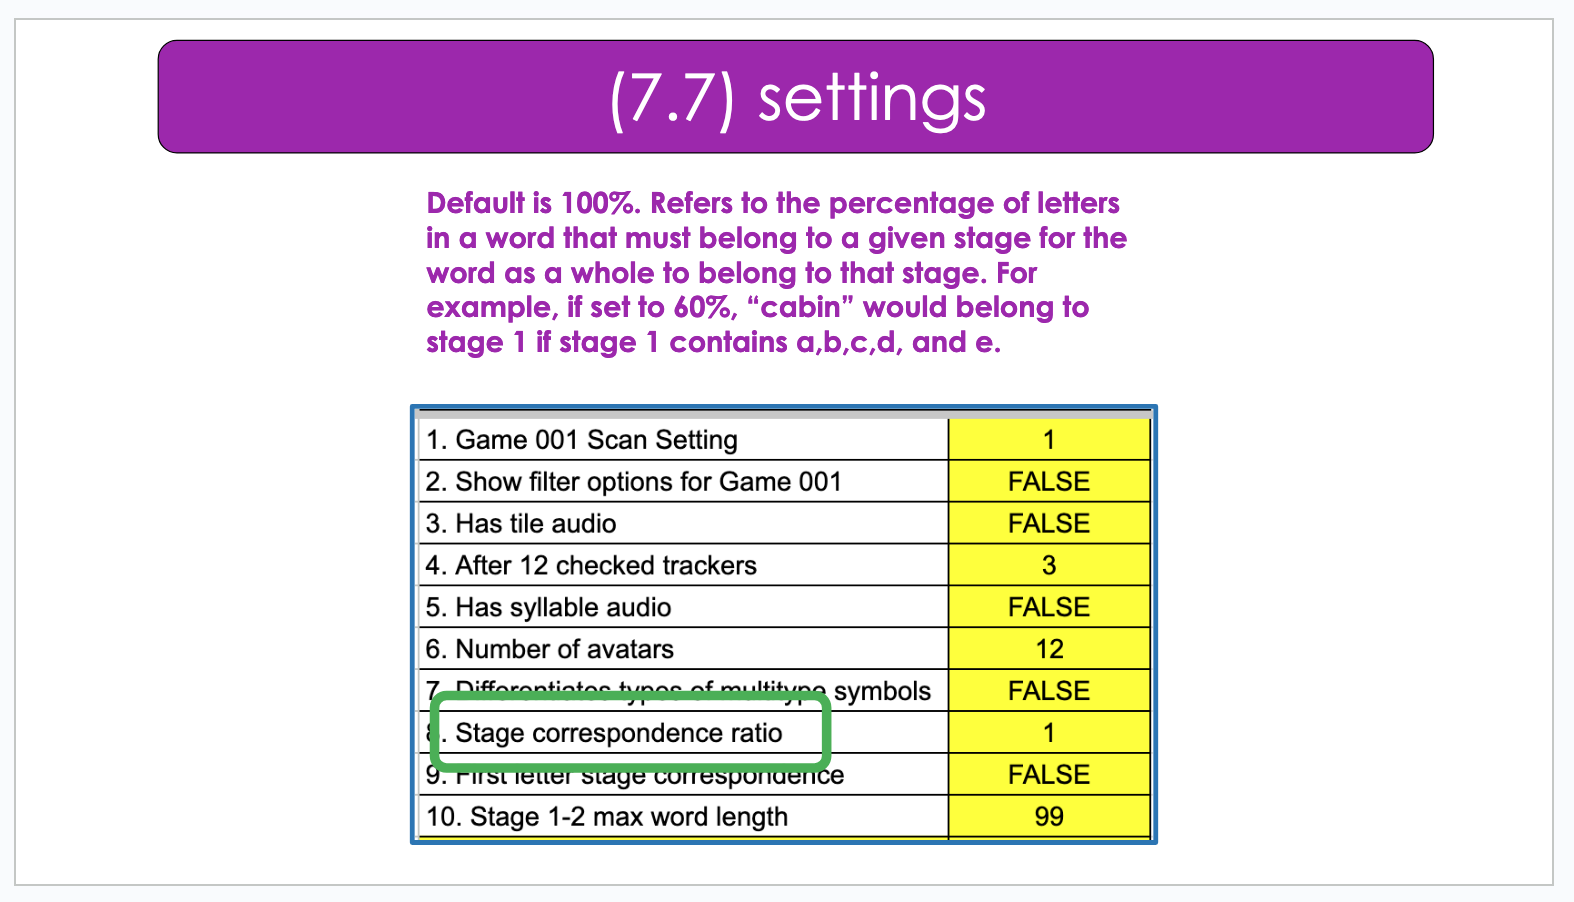 (7.7) settings
Default is 100%. Refers to the percentage of letters
in a word that must belong to a given stage for the
word as a whole to belong to that stage. For
example, if set to 60%, “cabin” would belong to
stage 1 if stage 1 contains a,b,c,d, and e.
1. Game 001 Scan Setting 1
2. Show filter options for Game 001 FALSE
3. Has tile audio FALSE
4. After 12 checked trackers 3
5. Has syllable audio FALSE
6. Number of avatars 12
7. Differentiates types of multitype symbols FALSE
8. Stage correspondence ratio 1
9. First letter stage correspondence FALSE
10. Stage 1-2 max word length 99